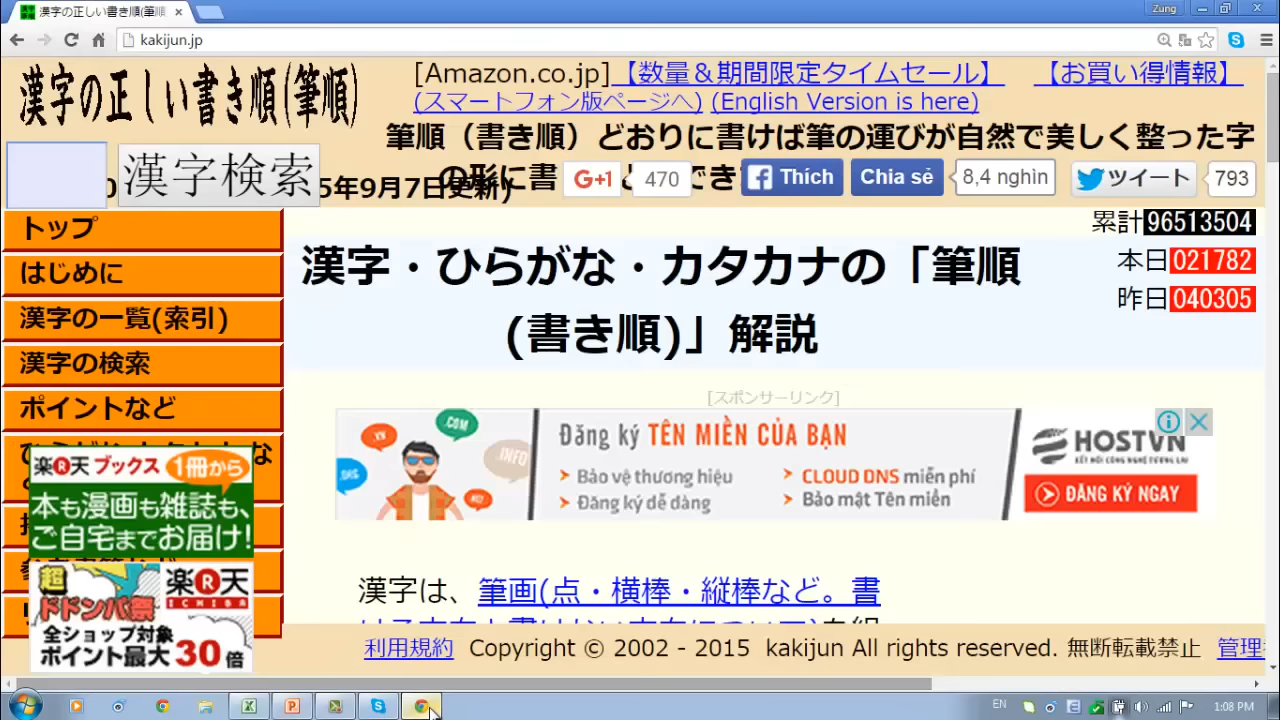 漢字の正しい書き順(筆順
Zung
kakijun.jp
漢字の正しい書き順(筆順)
[Amazon.co.jp]【数量＆期間限定タイムセール】 【お買い得情報】
(スマートフォン版ページへ) (English Version is here)
筆順（書き順）どおりに書けば筆の運びが自然で美しく整った字
の形に書
漢字検索
5年9月7日更新)
G+1 470
Thích
Chia sẻ
8,4 nghìn
ツイート
793
トップ
はじめに
漢字の一覧(索引)
漢字の検索
ポイントなど
累計 96513504
本日 021782
昨日 040305
漢字・ひらがな・カタカナの「筆順
(書き順)」解説
[スポンサーリンク]
.VN
.COM
INFO
Đăng ký TÊN MIỀN CỦA BẠN
Bảo vệ thương hiệu
CLOUD DNS miễn phí
Đăng ký dễ dàng
Bảo mật Tên miền
HOSTVN
KẾT NỐI CÔNG NGHỆ TƯƠNG LAI
ĐĂNG KÝ NGAY
楽天ブックス 1冊から
本も漫画も雑誌も、
ご自宅までお届け!
超ドドンパ祭
楽天
ICHIBA
全ショップ対象
ポイント最大30倍
漢字は、筆画(点・横棒・縦棒など。書
利用規約 Copyright © 2002 - 2015 kakijun All rights reserved. 無断転載禁止 管理
EN
1:08 PM